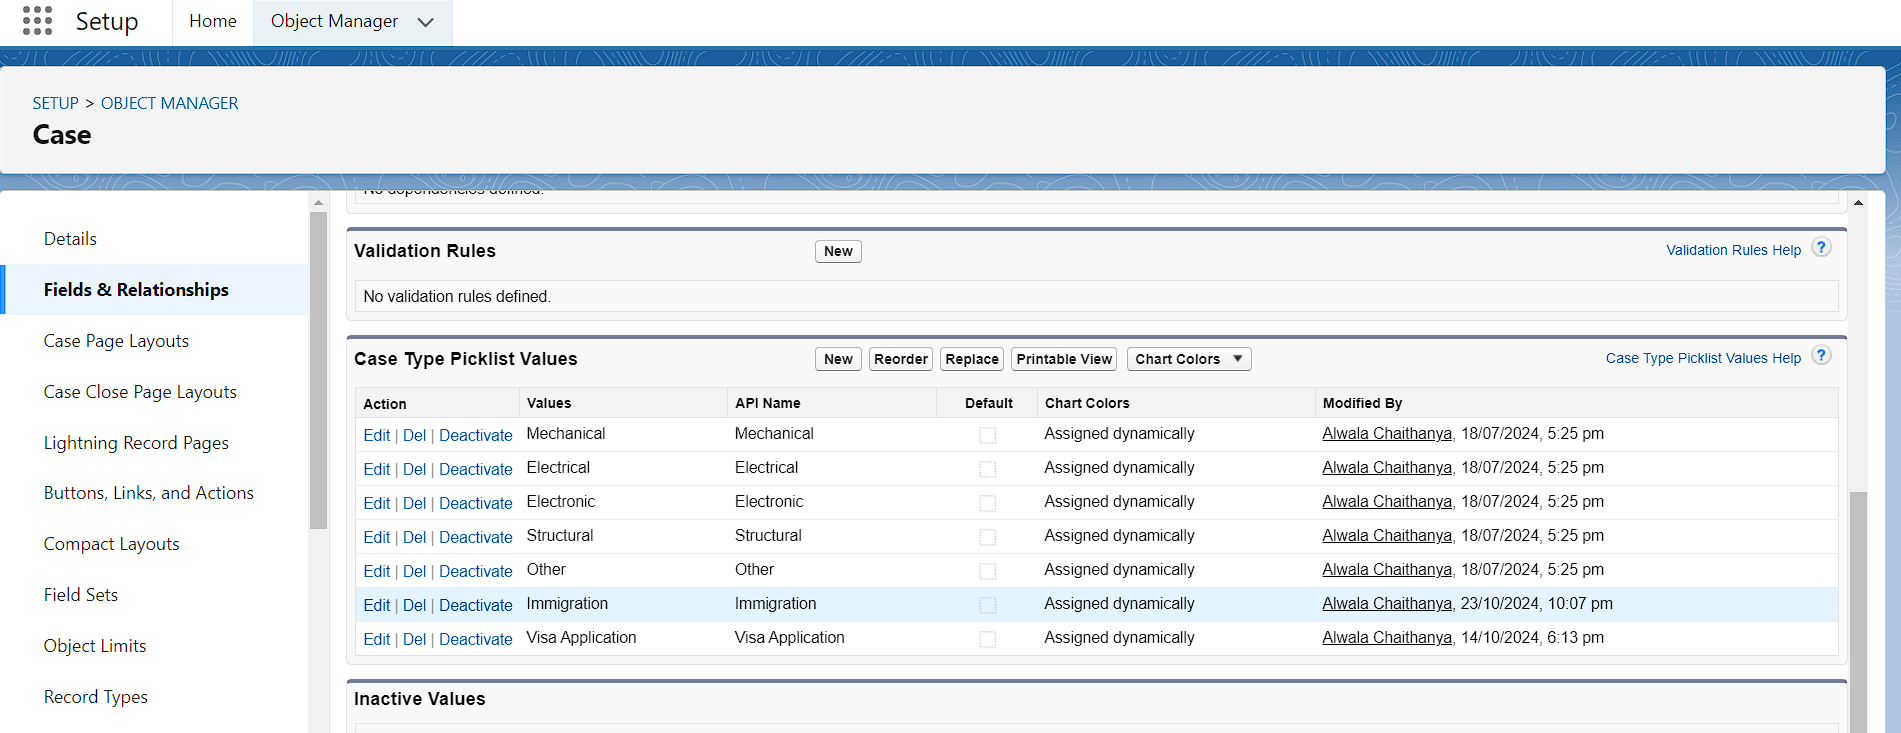 Setup Home Object Manager
SETUP > OBJECT MANAGER
Case
Details
Fields & Relationships
Case Page Layouts
Case Close Page Layouts
Lightning Record Pages
Buttons, Links, and Actions
Compact Layouts
Field Sets
Object Limits
Record Types
No dependencies defined.
Validation Rules New Validation Rules Help ?
No validation rules defined.
Case Type Picklist Values New Reorder Replace Printable View Chart Colors Case Type Picklist Values Help ?
Action Values API Name Default Chart Colors Modified By
Edit | Del | Deactivate Mechanical Mechanical Assigned dynamically Alwala Chaithanya, 18/07/2024, 5:25 pm
Edit | Del | Deactivate Electrical Electrical Assigned dynamically Alwala Chaithanya, 18/07/2024, 5:25 pm
Edit | Del | Deactivate Electronic Electronic Assigned dynamically Alwala Chaithanya, 18/07/2024, 5:25 pm
Edit | Del | Deactivate Structural Structural Assigned dynamically Alwala Chaithanya, 18/07/2024, 5:25 pm
Edit | Del | Deactivate Other Other Assigned dynamically Alwala Chaithanya, 18/07/2024, 5:25 pm
Edit | Del | Deactivate Immigration Immigration Assigned dynamically Alwala Chaithanya, 23/10/2024, 10:07 pm
Edit | Del | Deactivate Visa Application Visa Application Assigned dynamically Alwala Chaithanya, 14/10/2024, 6:13 pm
Inactive Values